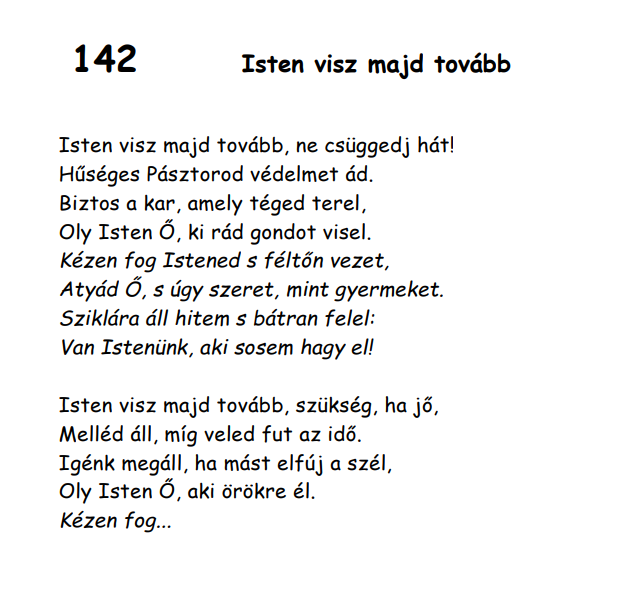 142 Isten visz majd tovább
Isten visz majd tovább, ne csüggedj hát!
Hűséges Pásztorod védelmet ád.
Biztos a kar, amely téged terel,
Oly Isten Ő, ki rád gondot visel.
Kézen fog Istened s féltőn vezet,
Atyád Ő, s úgy szeret, mint gyermeket.
Sziklára áll hitem s bátran felel:
Van Istenünk, aki sosem hagy el!
Isten visz majd tovább, szükség, ha jő,
Melléd áll, míg veled fut az idő.
Igénk megáll, ha mást elfúj a szél,
Oly Isten Ő, aki örökre él.
Kézen fog...